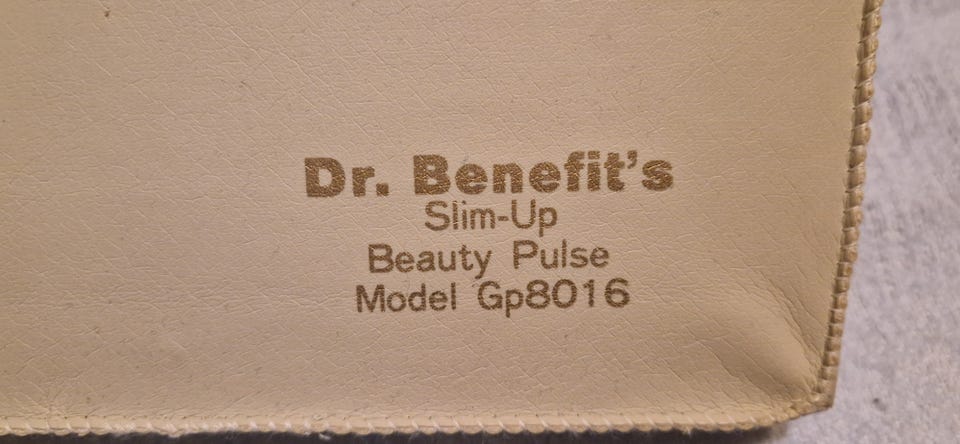 Dr. Benefit's
Slim-Up
Beauty Pulse
Model Gp8016